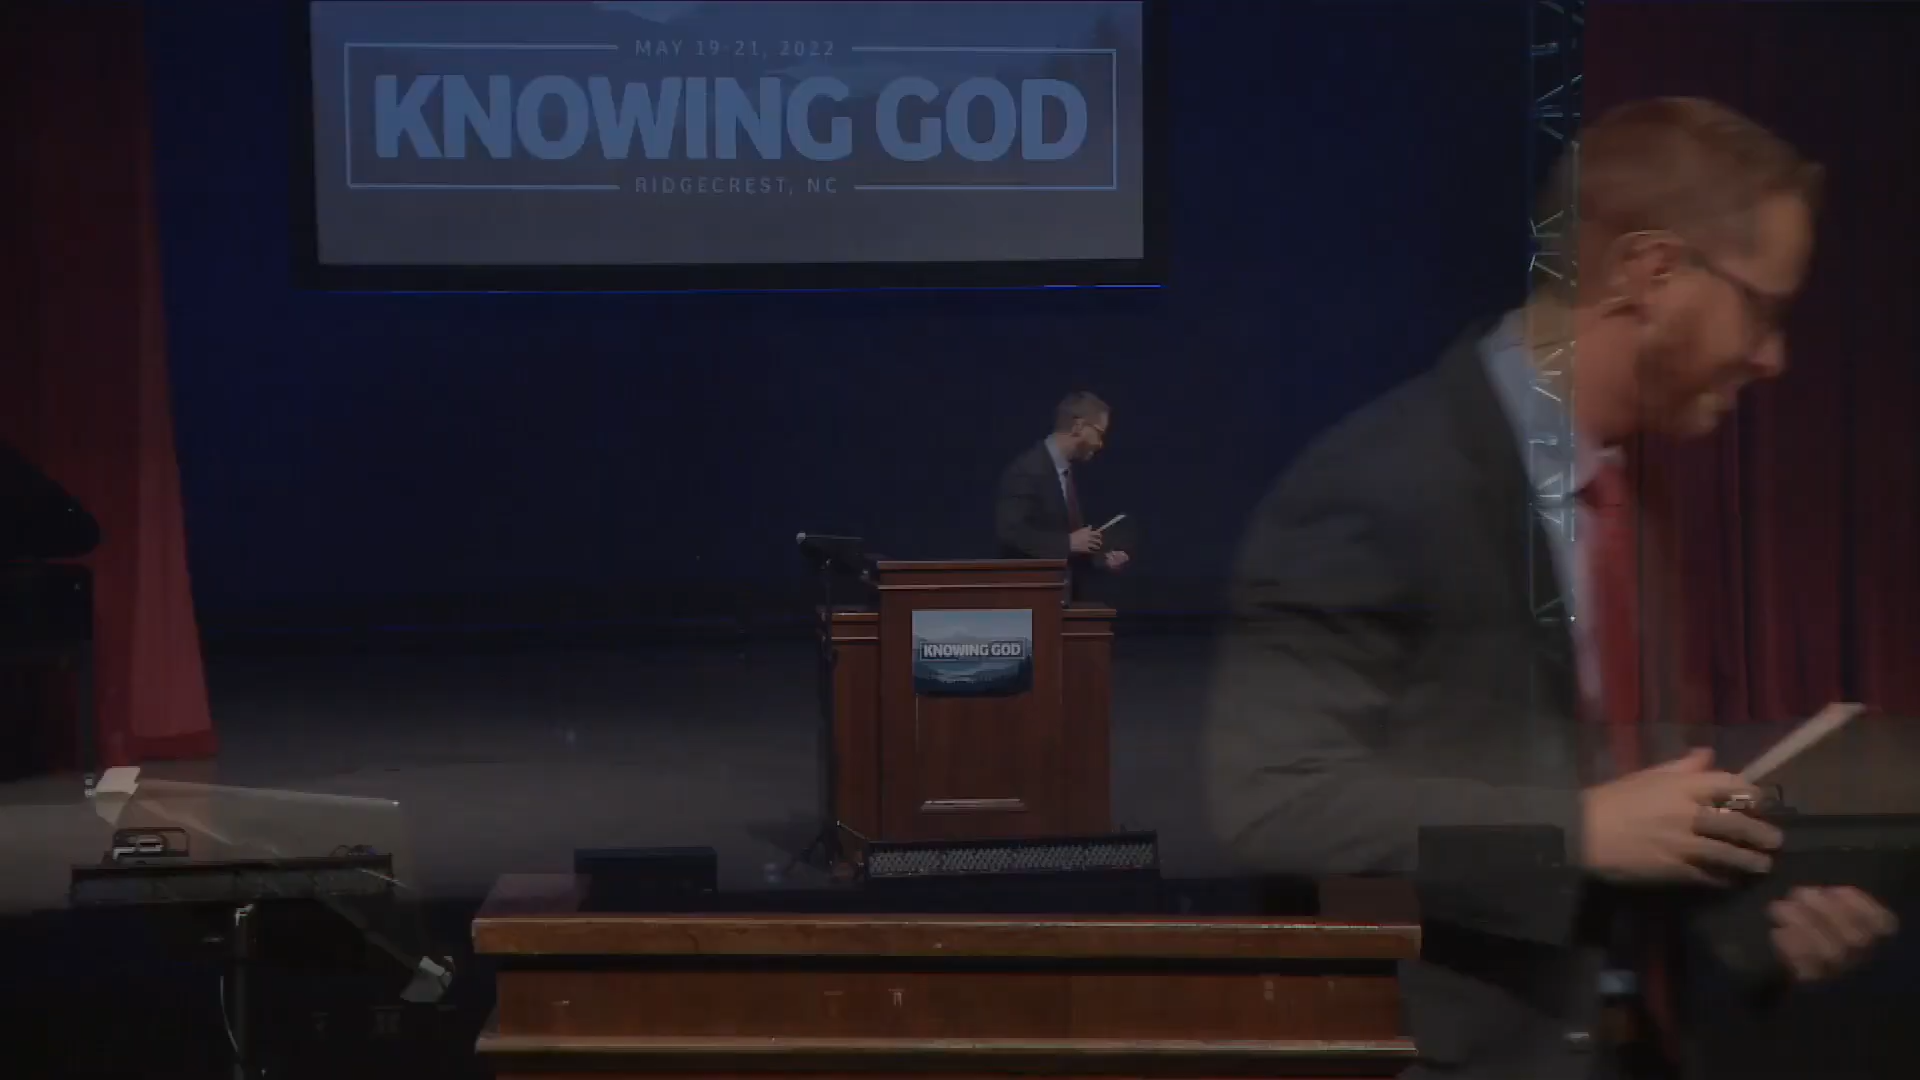 MAY 19-21, 2022
KNOWING GOD
RIDGECREST, NC
KNOWING GOD